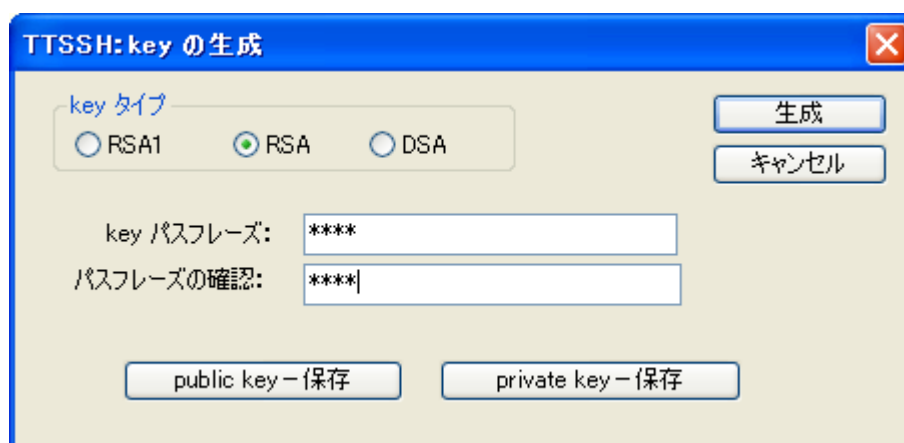 TTSSH:key の生成
key タイプ
RSA1 RSA DSA
生成
キャンセル
key パスフレーズ: ****
パスフレーズの確認: ****
public key－保存 private key－保存